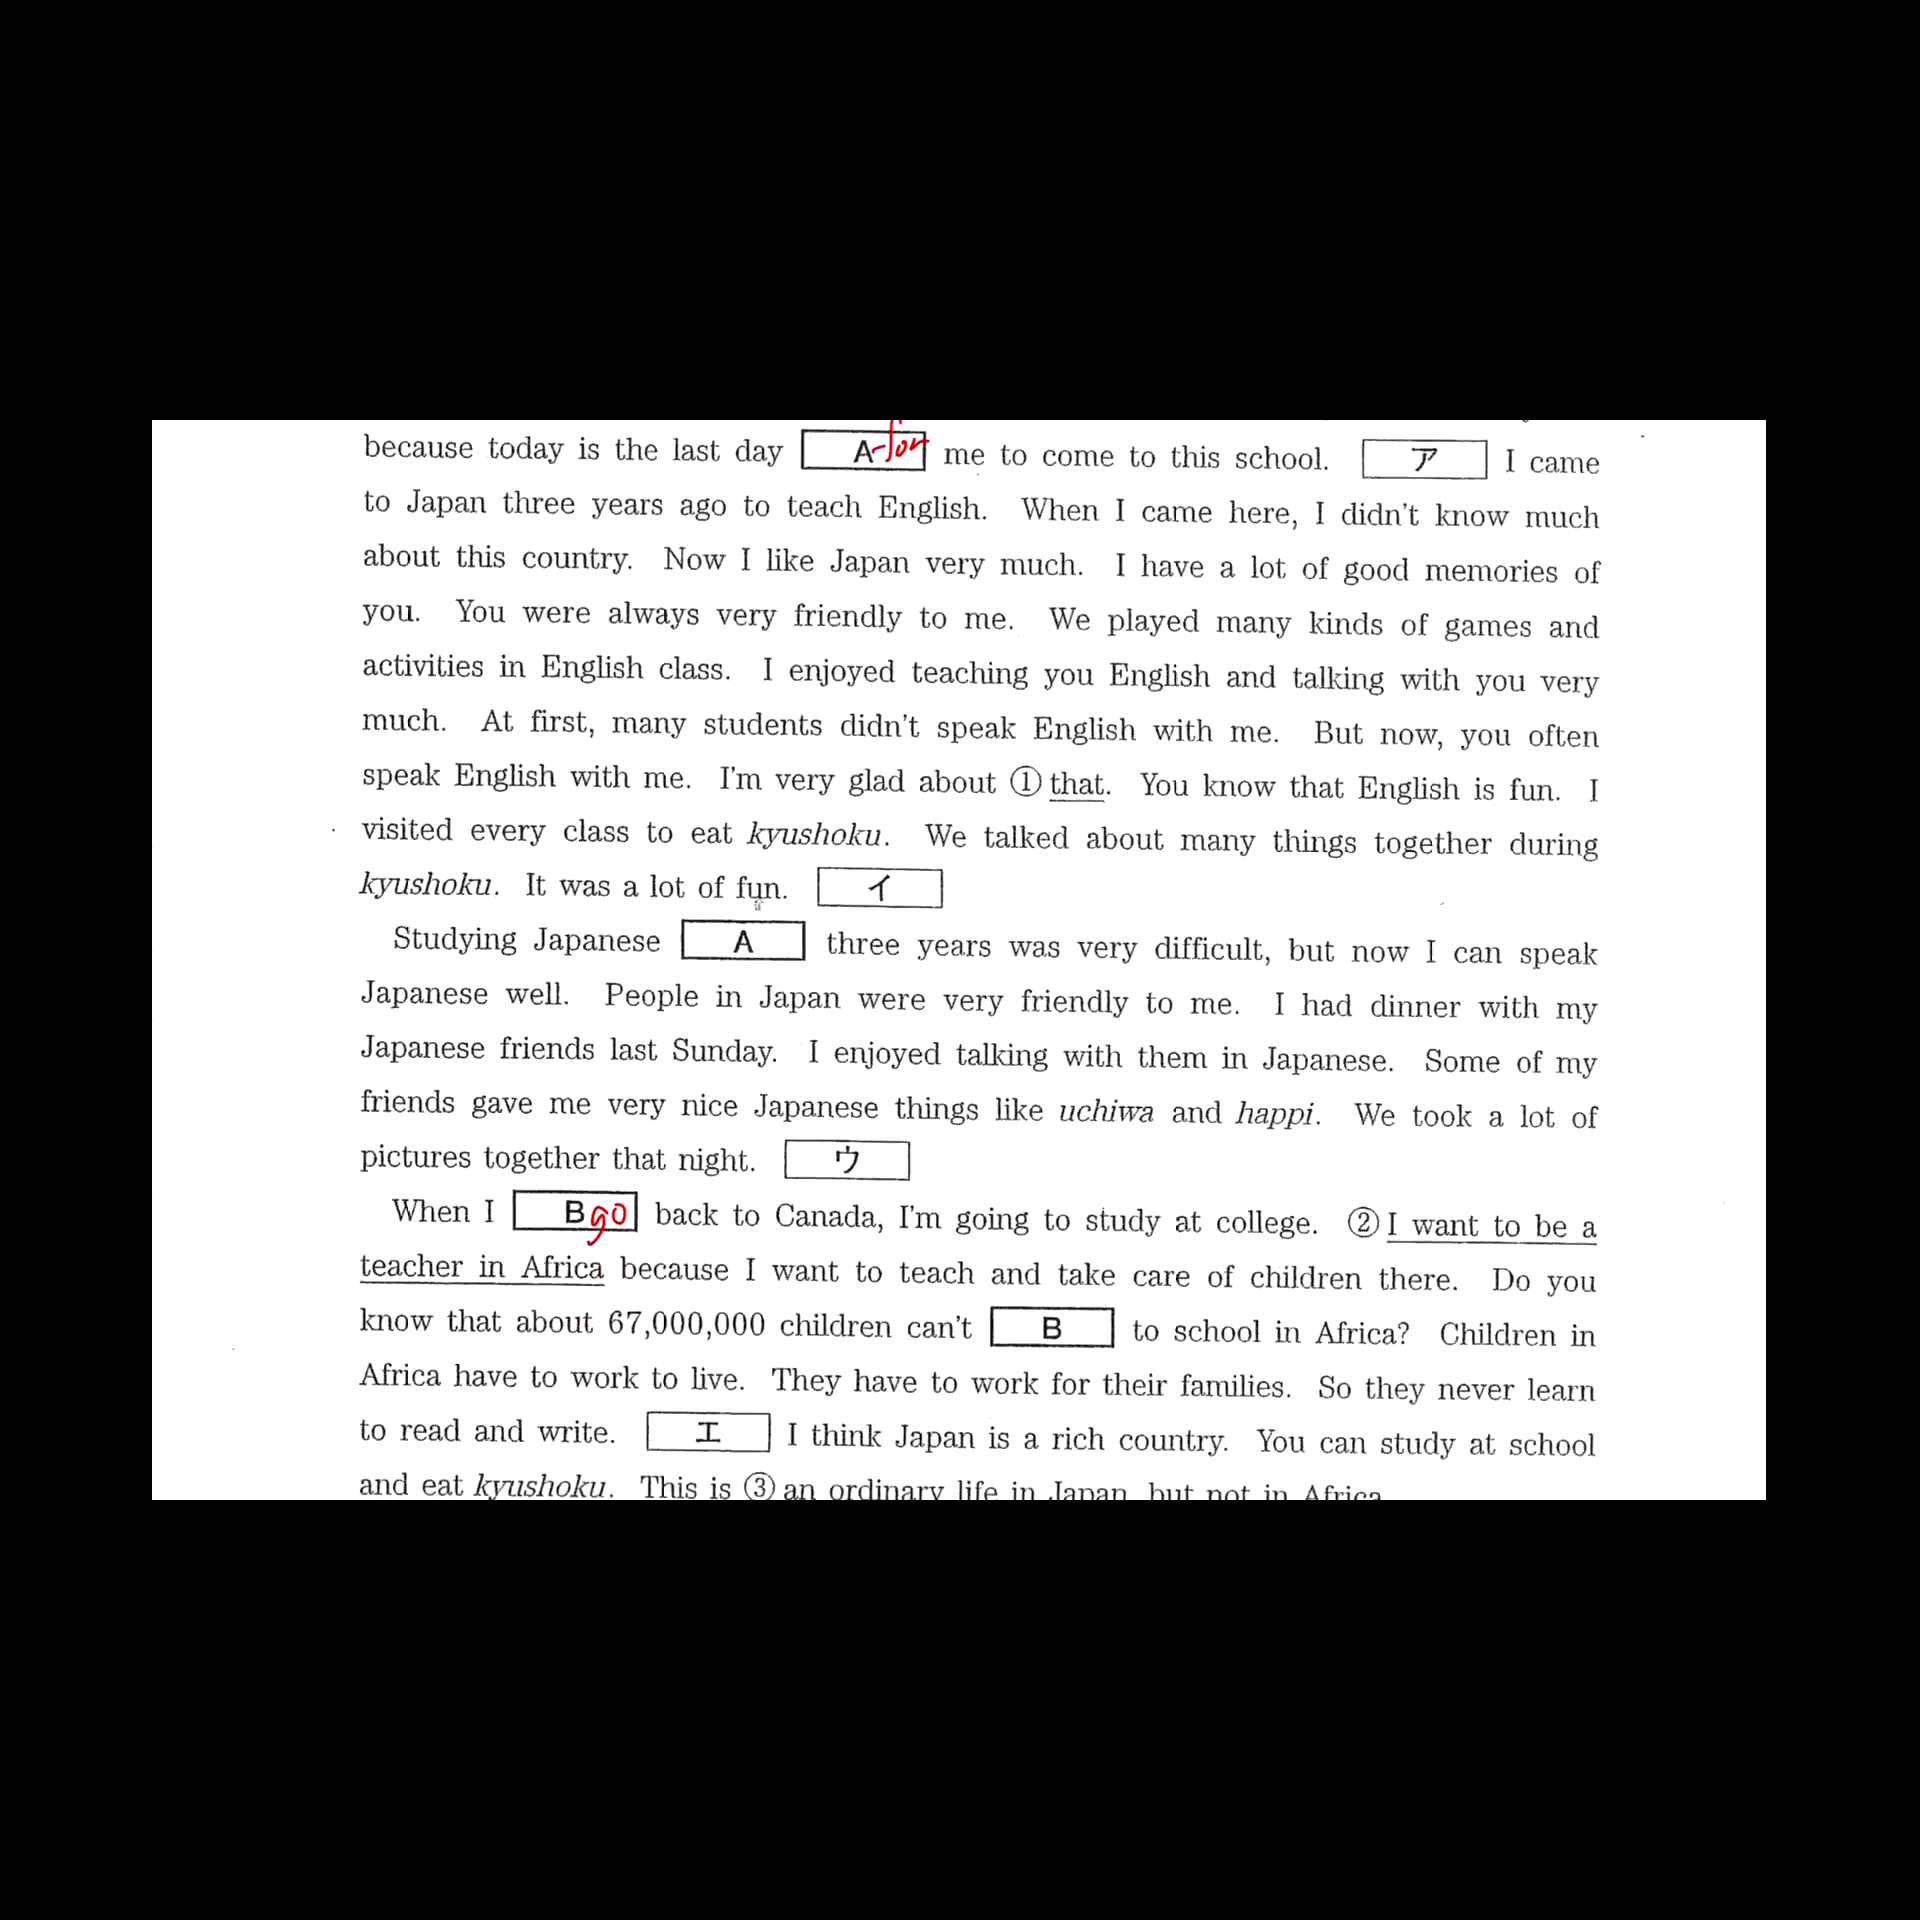 because today is the last day A for me to come to this school. ア I came
to Japan three years ago to teach English. When I came here, I didn't know much
about this country. Now I like Japan very much. I have a lot of good memories of
you. You were always very friendly to me. We played many kinds of games and
activities in English class. I enjoyed teaching you English and talking with you very
much. At first, many students didn't speak English with me. But now, you often
speak English with me. I'm very glad about ①that. You know that English is fun. I
visited every class to eat kyushoku. We talked about many things together during
kyushoku. It was a lot of fun. イ
Studying Japanese A three years was very difficult, but now I can speak
Japanese well. People in Japan were very friendly to me. I had dinner with my
Japanese friends last Sunday. I enjoyed talking with them in Japanese. Some of my
friends gave me very nice Japanese things like uchiwa and happi. We took a lot of
pictures together that night. ウ
When I B go back to Canada, I'm going to study at college. ②I want to be a
teacher in Africa because I want to teach and take care of children there. Do you
know that about 67,000,000 children can't B to school in Africa? Children in
Africa have to work to live. They have to work for their families. So they never learn
to read and write. エ I think Japan is a rich country. You can study at school
and eat kyushoku. This is ③an ordinary life in Japan, but not in Africa